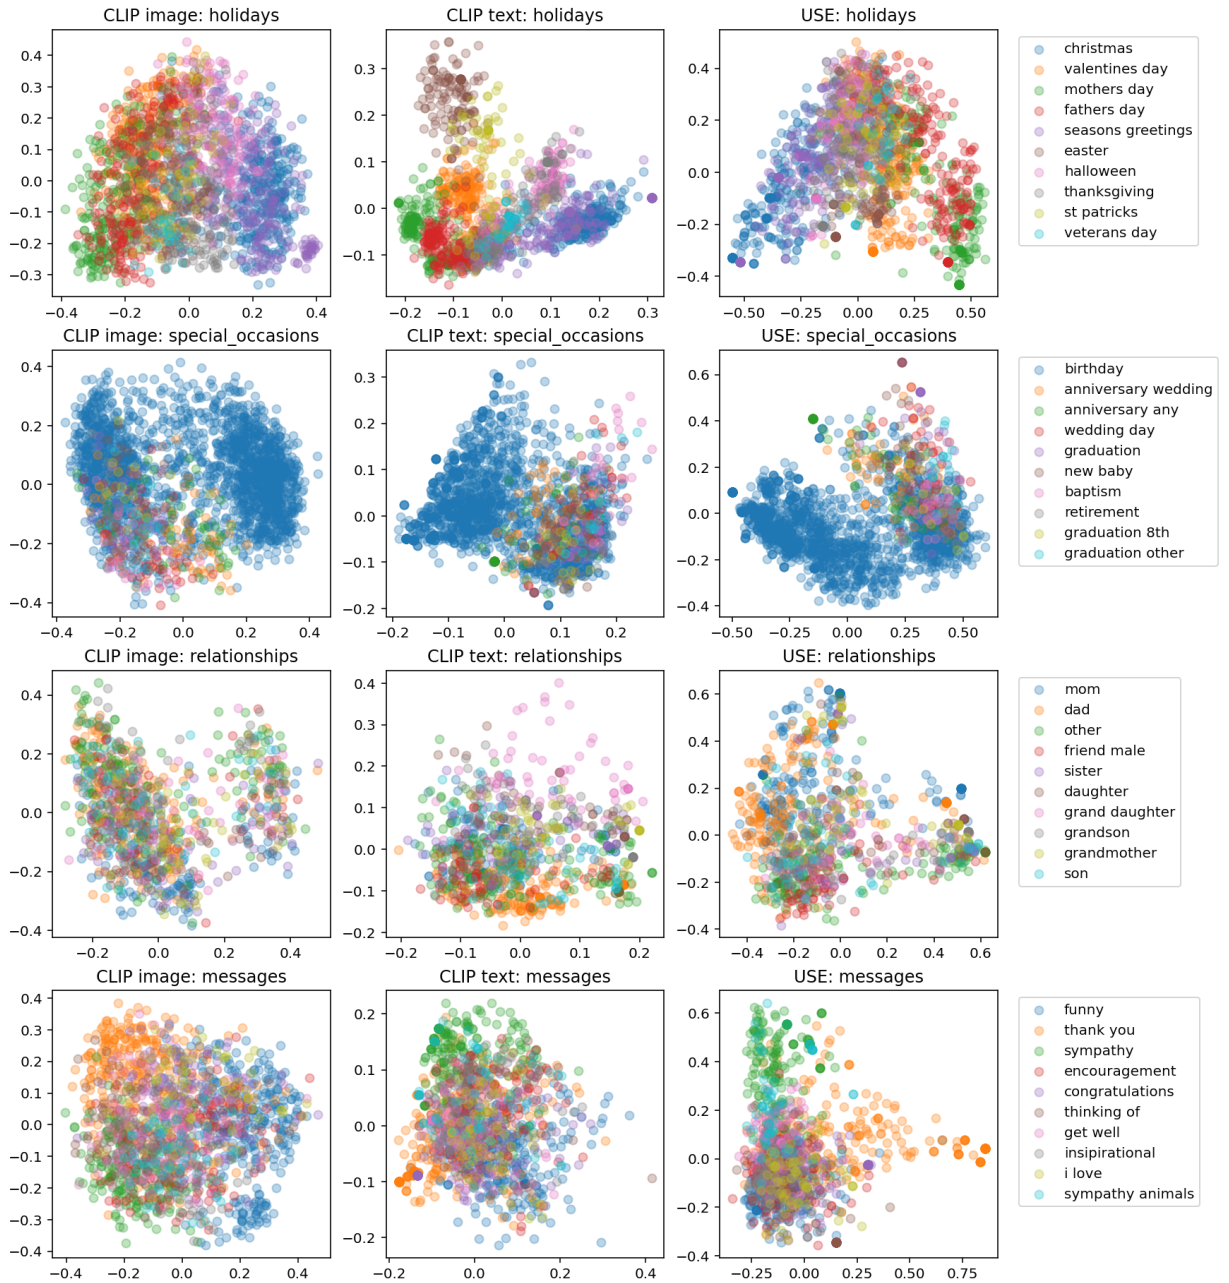 CLIP image: holidays
CLIP text: holidays
USE: holidays
0.4
0.3
0.2
0.1
0.0
−0.1
−0.2
−0.3
−0.4 −0.2 0.0 0.2 0.4
0.3
0.2
0.1
0.0
−0.1
−0.2 −0.1 0.0 0.1 0.2 0.3
0.4
0.2
0.0
−0.2
−0.4
−0.50 −0.25 0.00 0.25 0.50
christmas
valentines day
mothers day
fathers day
seasons greetings
easter
halloween
thanksgiving
st patricks
veterans day
CLIP image: special_occasions
CLIP text: special_occasions
USE: special_occasions
0.4
0.2
0.0
−0.2
−0.4
−0.4 −0.2 0.0 0.2 0.4
0.3
0.2
0.1
0.0
−0.1
−0.2
−0.2 −0.1 0.0 0.1 0.2
0.6
0.4
0.2
0.0
−0.2
−0.4
−0.50 −0.25 0.00 0.25 0.50
birthday
anniversary wedding
anniversary any
wedding day
graduation
new baby
baptism
retirement
graduation 8th
graduation other
CLIP image: relationships
CLIP text: relationships
USE: relationships
0.4
0.2
0.0
−0.2
−0.4
−0.2 0.0 0.2 0.4
0.4
0.3
0.2
0.1
0.0
−0.1
−0.2
−0.2 −0.1 0.0 0.1 0.2
0.6
0.4
0.2
0.0
−0.2
−0.4
−0.4 −0.2 0.0 0.2 0.4 0.6
mom
dad
other
friend male
sister
daughter
grand daughter
grandson
grandmother
son
CLIP image: messages
CLIP text: messages
USE: messages
0.4
0.3
0.2
0.1
0.0
−0.1
−0.2
−0.3
−0.4
−0.4 −0.2 0.0 0.2 0.4
0.2
0.1
0.0
−0.1
−0.2
−0.2 0.0 0.2 0.4
0.6
0.4
0.2
0.0
−0.2
−0.4
−0.25 0.00 0.25 0.50 0.75
funny
thank you
sympathy
encouragement
congratulations
thinking of
get well
insipirational
i love
sympathy animals